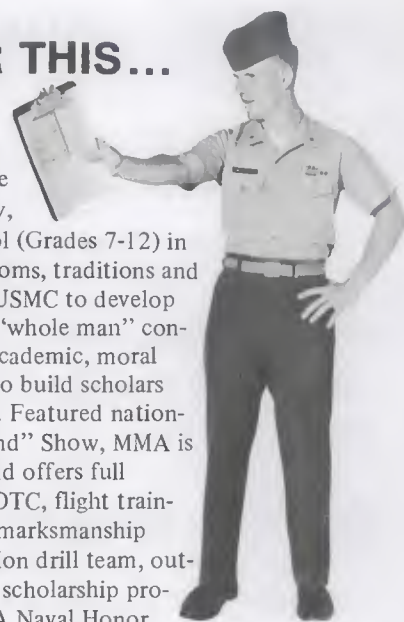 THIS...
e
y,
l (Grades 7-12) in
oms, traditions and
USMC to develop
"whole man" con-
cademic, moral
o build scholars
. Featured nation-
nd" Show, MMA is
d offers full
OTC, flight train-
marksmanship
ion drill team, out-
scholarship pro-
A Naval Honor